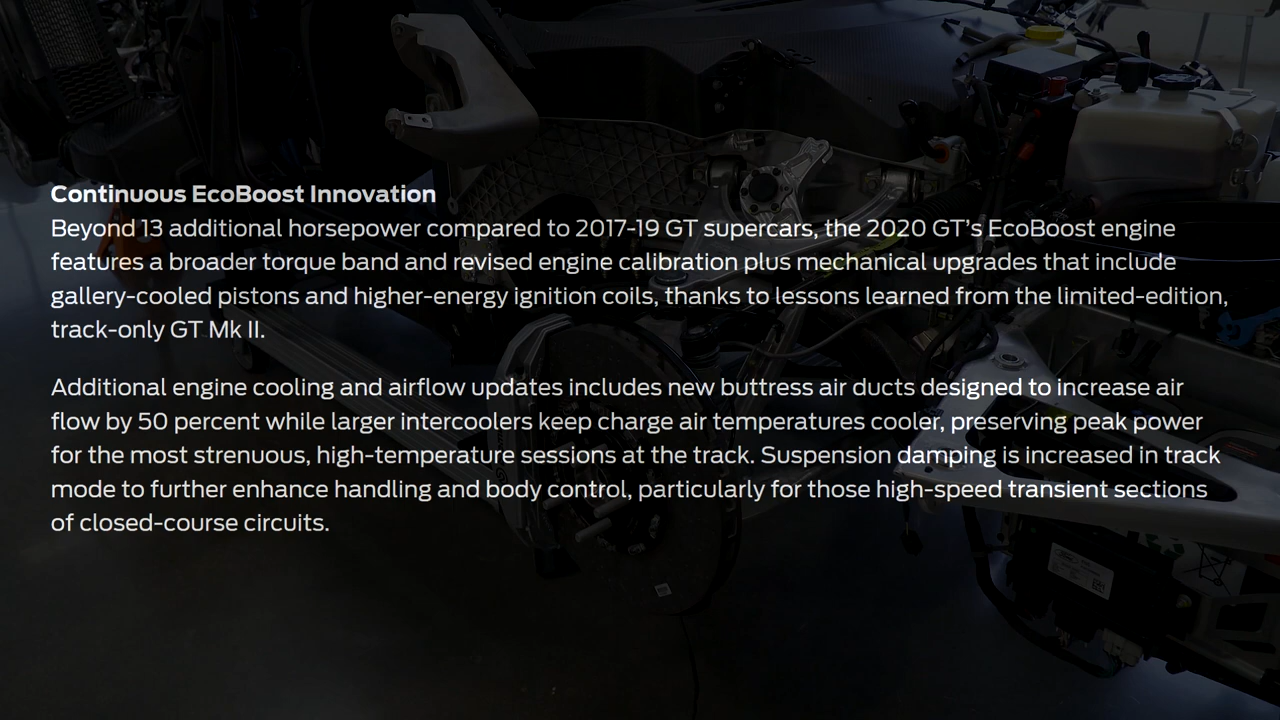 Continuous EcoBoost Innovation
Beyond 13 additional horsepower compared to 2017-19 GT supercars, the 2020 GT’s EcoBoost engine
features a broader torque band and revised engine calibration plus mechanical upgrades that include
gallery-cooled pistons and higher-energy ignition coils, thanks to lessons learned from the limited-edition,
track-only GT Mk II.
Additional engine cooling and airflow updates includes new buttress air ducts designed to increase air
flow by 50 percent while larger intercoolers keep charge air temperatures cooler, preserving peak power
for the most strenuous, high-temperature sessions at the track. Suspension damping is increased in track
mode to further enhance handling and body control, particularly for those high-speed transient sections
of closed-course circuits.